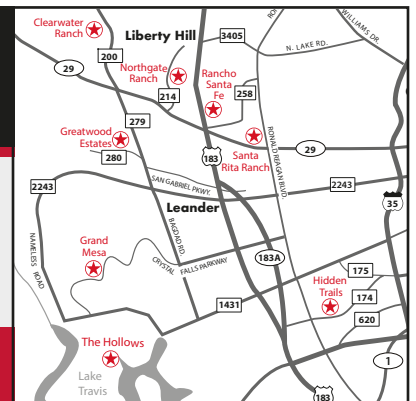 Clearwater
Ranch
Liberty Hill
3405
WILLIAMS DR.
N. LAKE RD.
200
29
Northgate
Ranch
Rancho
Santa
Fe
214
258
279
Greatwood
Estates
280
183
Santa
Rita Ranch
RONALD REAGAN BLVD.
29
2243
SAN GABRIEL PKWY.
2243
35
Leander
NAMELESS ROAD
BAGDAD RD.
Grand
Mesa
CRYSTAL FALLS PARKWAY
183A
175
Hidden
Trails
174
1431
620
The Hollows
1
Lake
Travis
183